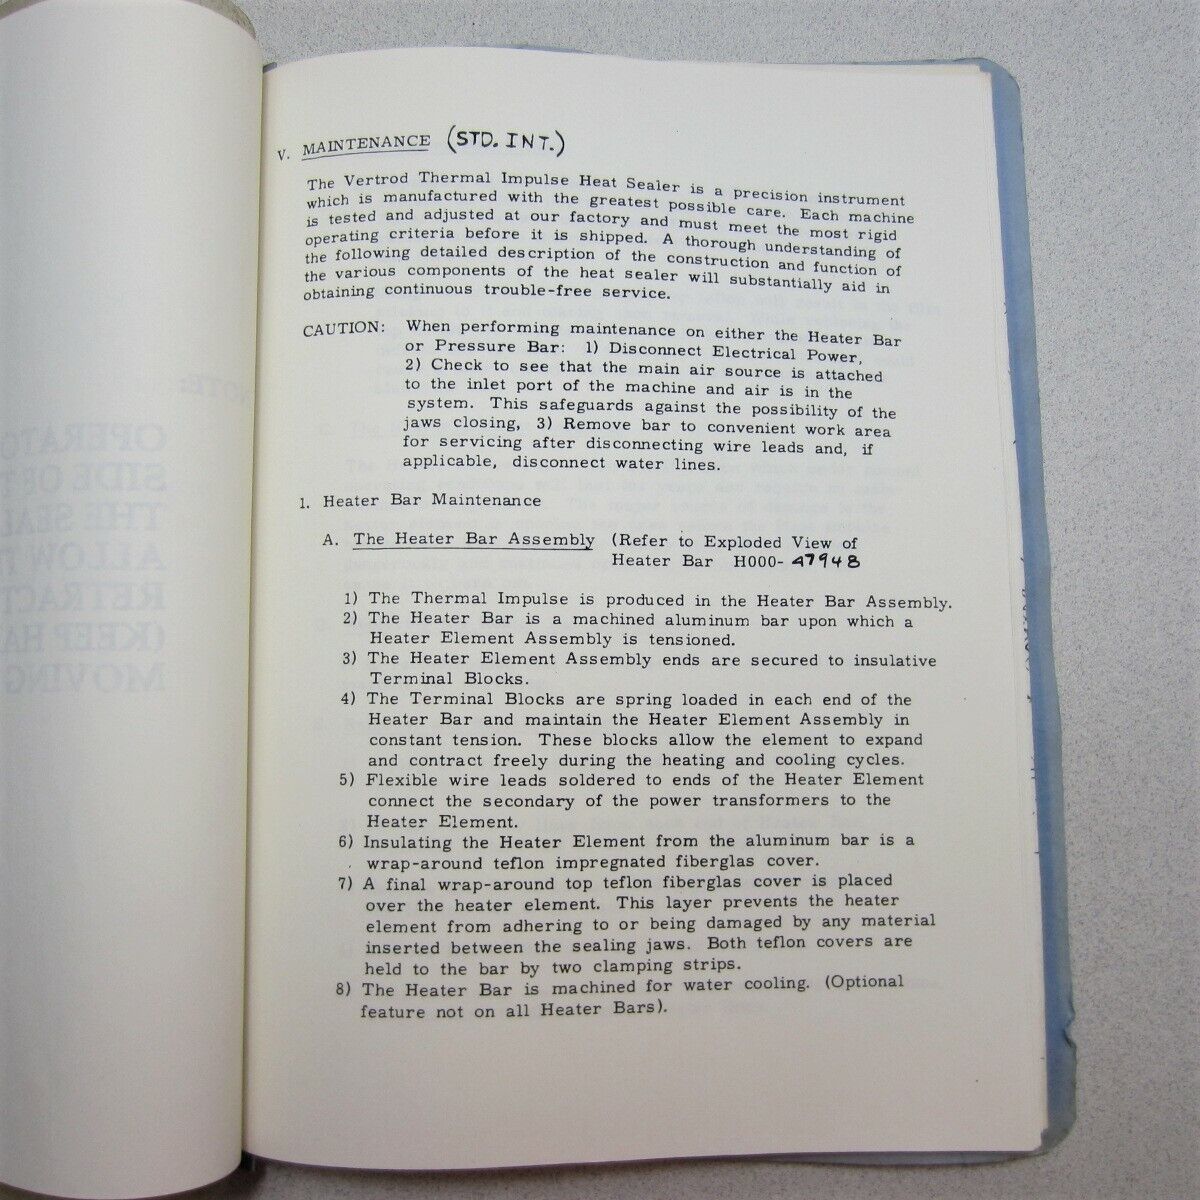 V. MAINTENANCE (STD. INT.)
The Vertrod Thermal Impulse Heat Sealer is a precision instrument
which is manufactured with the greatest possible care. Each machine
is tested and adjusted at our factory and must meet the most rigid
operating criteria before it is shipped. A thorough understanding of
the following detailed description of the construction and function of
the various components of the heat sealer will substantially aid in
obtaining continuous trouble-free service.
CAUTION: When performing maintenance on either the Heater Bar
or Pressure Bar: 1) Disconnect Electrical Power,
2) Check to see that the main air source is attached
to the inlet port of the machine and air is in the
system. This safeguards against the possibility of the
jaws closing, 3) Remove bar to convenient work area
for servicing after disconnecting wire leads and, if
applicable, disconnect water lines.
1. Heater Bar Maintenance
A. The Heater Bar Assembly (Refer to Exploded View of
Heater Bar H000-47948
1) The Thermal Impulse is produced in the Heater Bar Assembly.
2) The Heater Bar is a machined aluminum bar upon which a
Heater Element Assembly is tensioned.
3) The Heater Element Assembly ends are secured to insulative
Terminal Blocks.
4) The Terminal Blocks are spring loaded in each end of the
Heater Bar and maintain the Heater Element Assembly in
constant tension. These blocks allow the element to expand
and contract freely during the heating and cooling cycles.
5) Flexible wire leads soldered to ends of the Heater Element
connect the secondary of the power transformers to the
Heater Element.
6) Insulating the Heater Element from the aluminum bar is a
wrap-around teflon impregnated fiberglas cover.
7) A final wrap-around top teflon fiberglas cover is placed
over the heater element. This layer prevents the heater
element from adhering to or being damaged by any material
inserted between the sealing jaws. Both teflon covers are
held to the bar by two clamping strips.
8) The Heater Bar is machined for water cooling. (Optional
feature not on all Heater Bars).